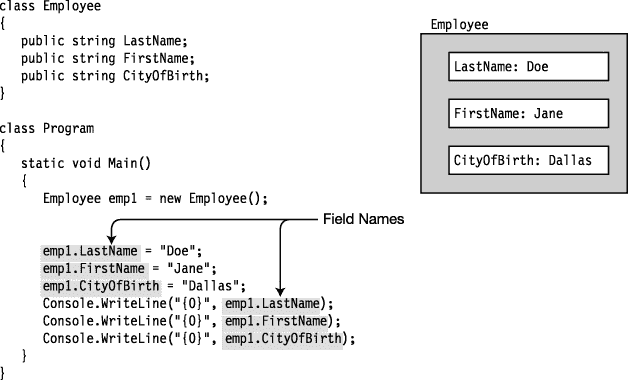 class Employee
{
public string LastName;
public string FirstName;
public string CityOfBirth;
}
class Program
{
static void Main()
{
Employee emp1 = new Employee();
Field Names
emp1.LastName = "Doe";
emp1.FirstName = "Jane";
emp1.CityOfBirth = "Dallas";
Console.WriteLine("{0}", emp1.LastName);
Console.WriteLine("{0}", emp1.FirstName);
Console.WriteLine("{0}", emp1.CityOfBirth);
}
}
Employee
LastName: Doe
FirstName: Jane
CityOfBirth: Dallas